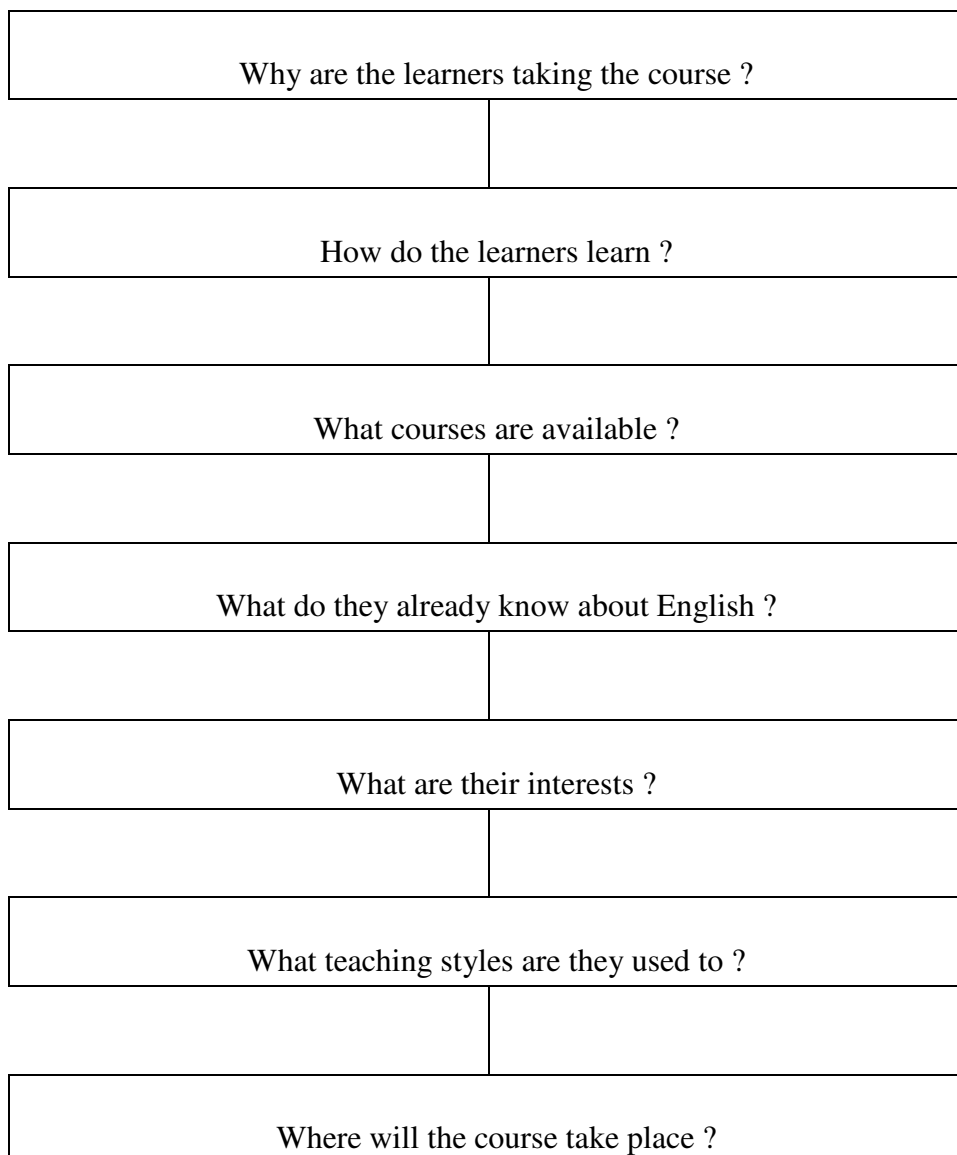 Why are the learners taking the course ?
How do the learners learn ?
What courses are available ?
What do they already know about English ?
What are their interests ?
What teaching styles are they used to ?
Where will the course take place ?